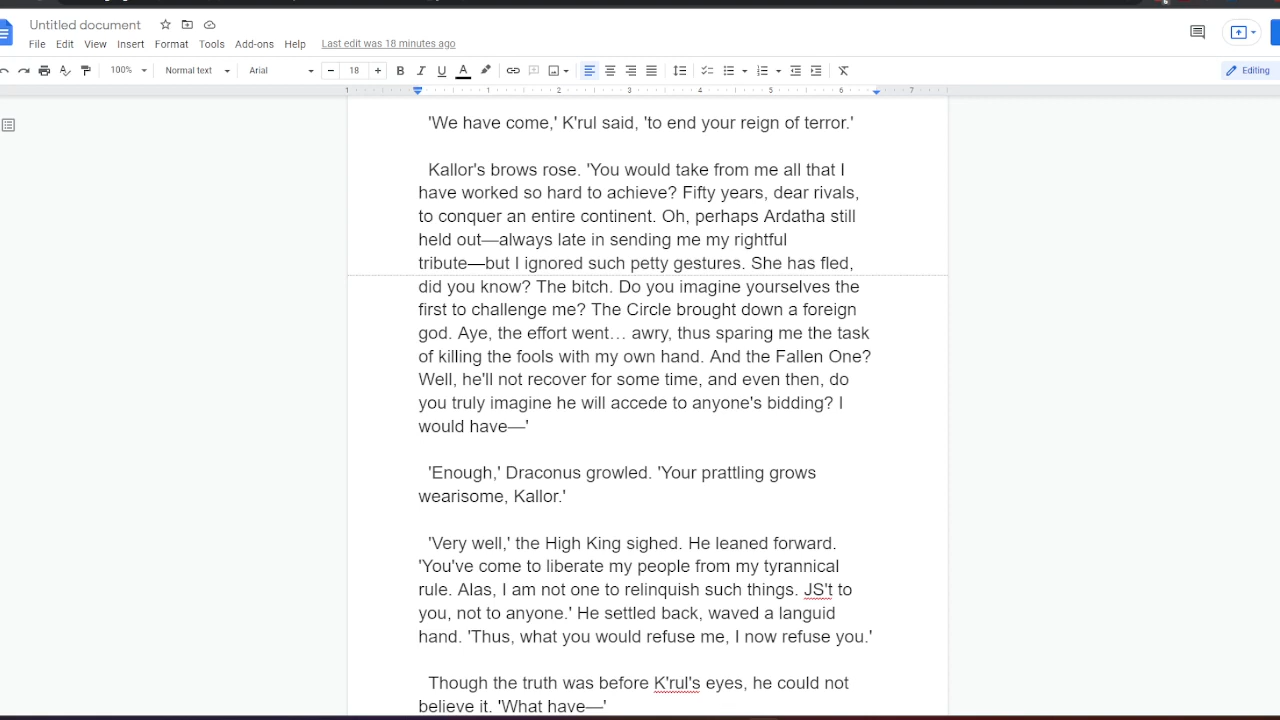 Untitled document
File Edit View Insert Format Tools Add-ons Help Last edit was 18 minutes ago
100% Normal text Arial 18 B I U A Editing
1 1 2 3 4 5 6 7
'We have come,' K'rul said, 'to end your reign of terror.'
Kallor's brows rose. 'You would take from me all that I
have worked so hard to achieve? Fifty years, dear rivals,
to conquer an entire continent. Oh, perhaps Ardatha still
held out—always late in sending me my rightful
tribute—but I ignored such petty gestures. She has fled,
did you know? The bitch. Do you imagine yourselves the
first to challenge me? The Circle brought down a foreign
god. Aye, the effort went… awry, thus sparing me the task
of killing the fools with my own hand. And the Fallen One?
Well, he'll not recover for some time, and even then, do
you truly imagine he will accede to anyone's bidding? I
would have—'
'Enough,' Draconus growled. 'Your prattling grows
wearisome, Kallor.'
'Very well,' the High King sighed. He leaned forward.
'You've come to liberate my people from my tyrannical
rule. Alas, I am not one to relinquish such things. JS't to
you, not to anyone.' He settled back, waved a languid
hand. 'Thus, what you would refuse me, I now refuse you.'
Though the truth was before K'rul's eyes, he could not
believe it. 'What have—'